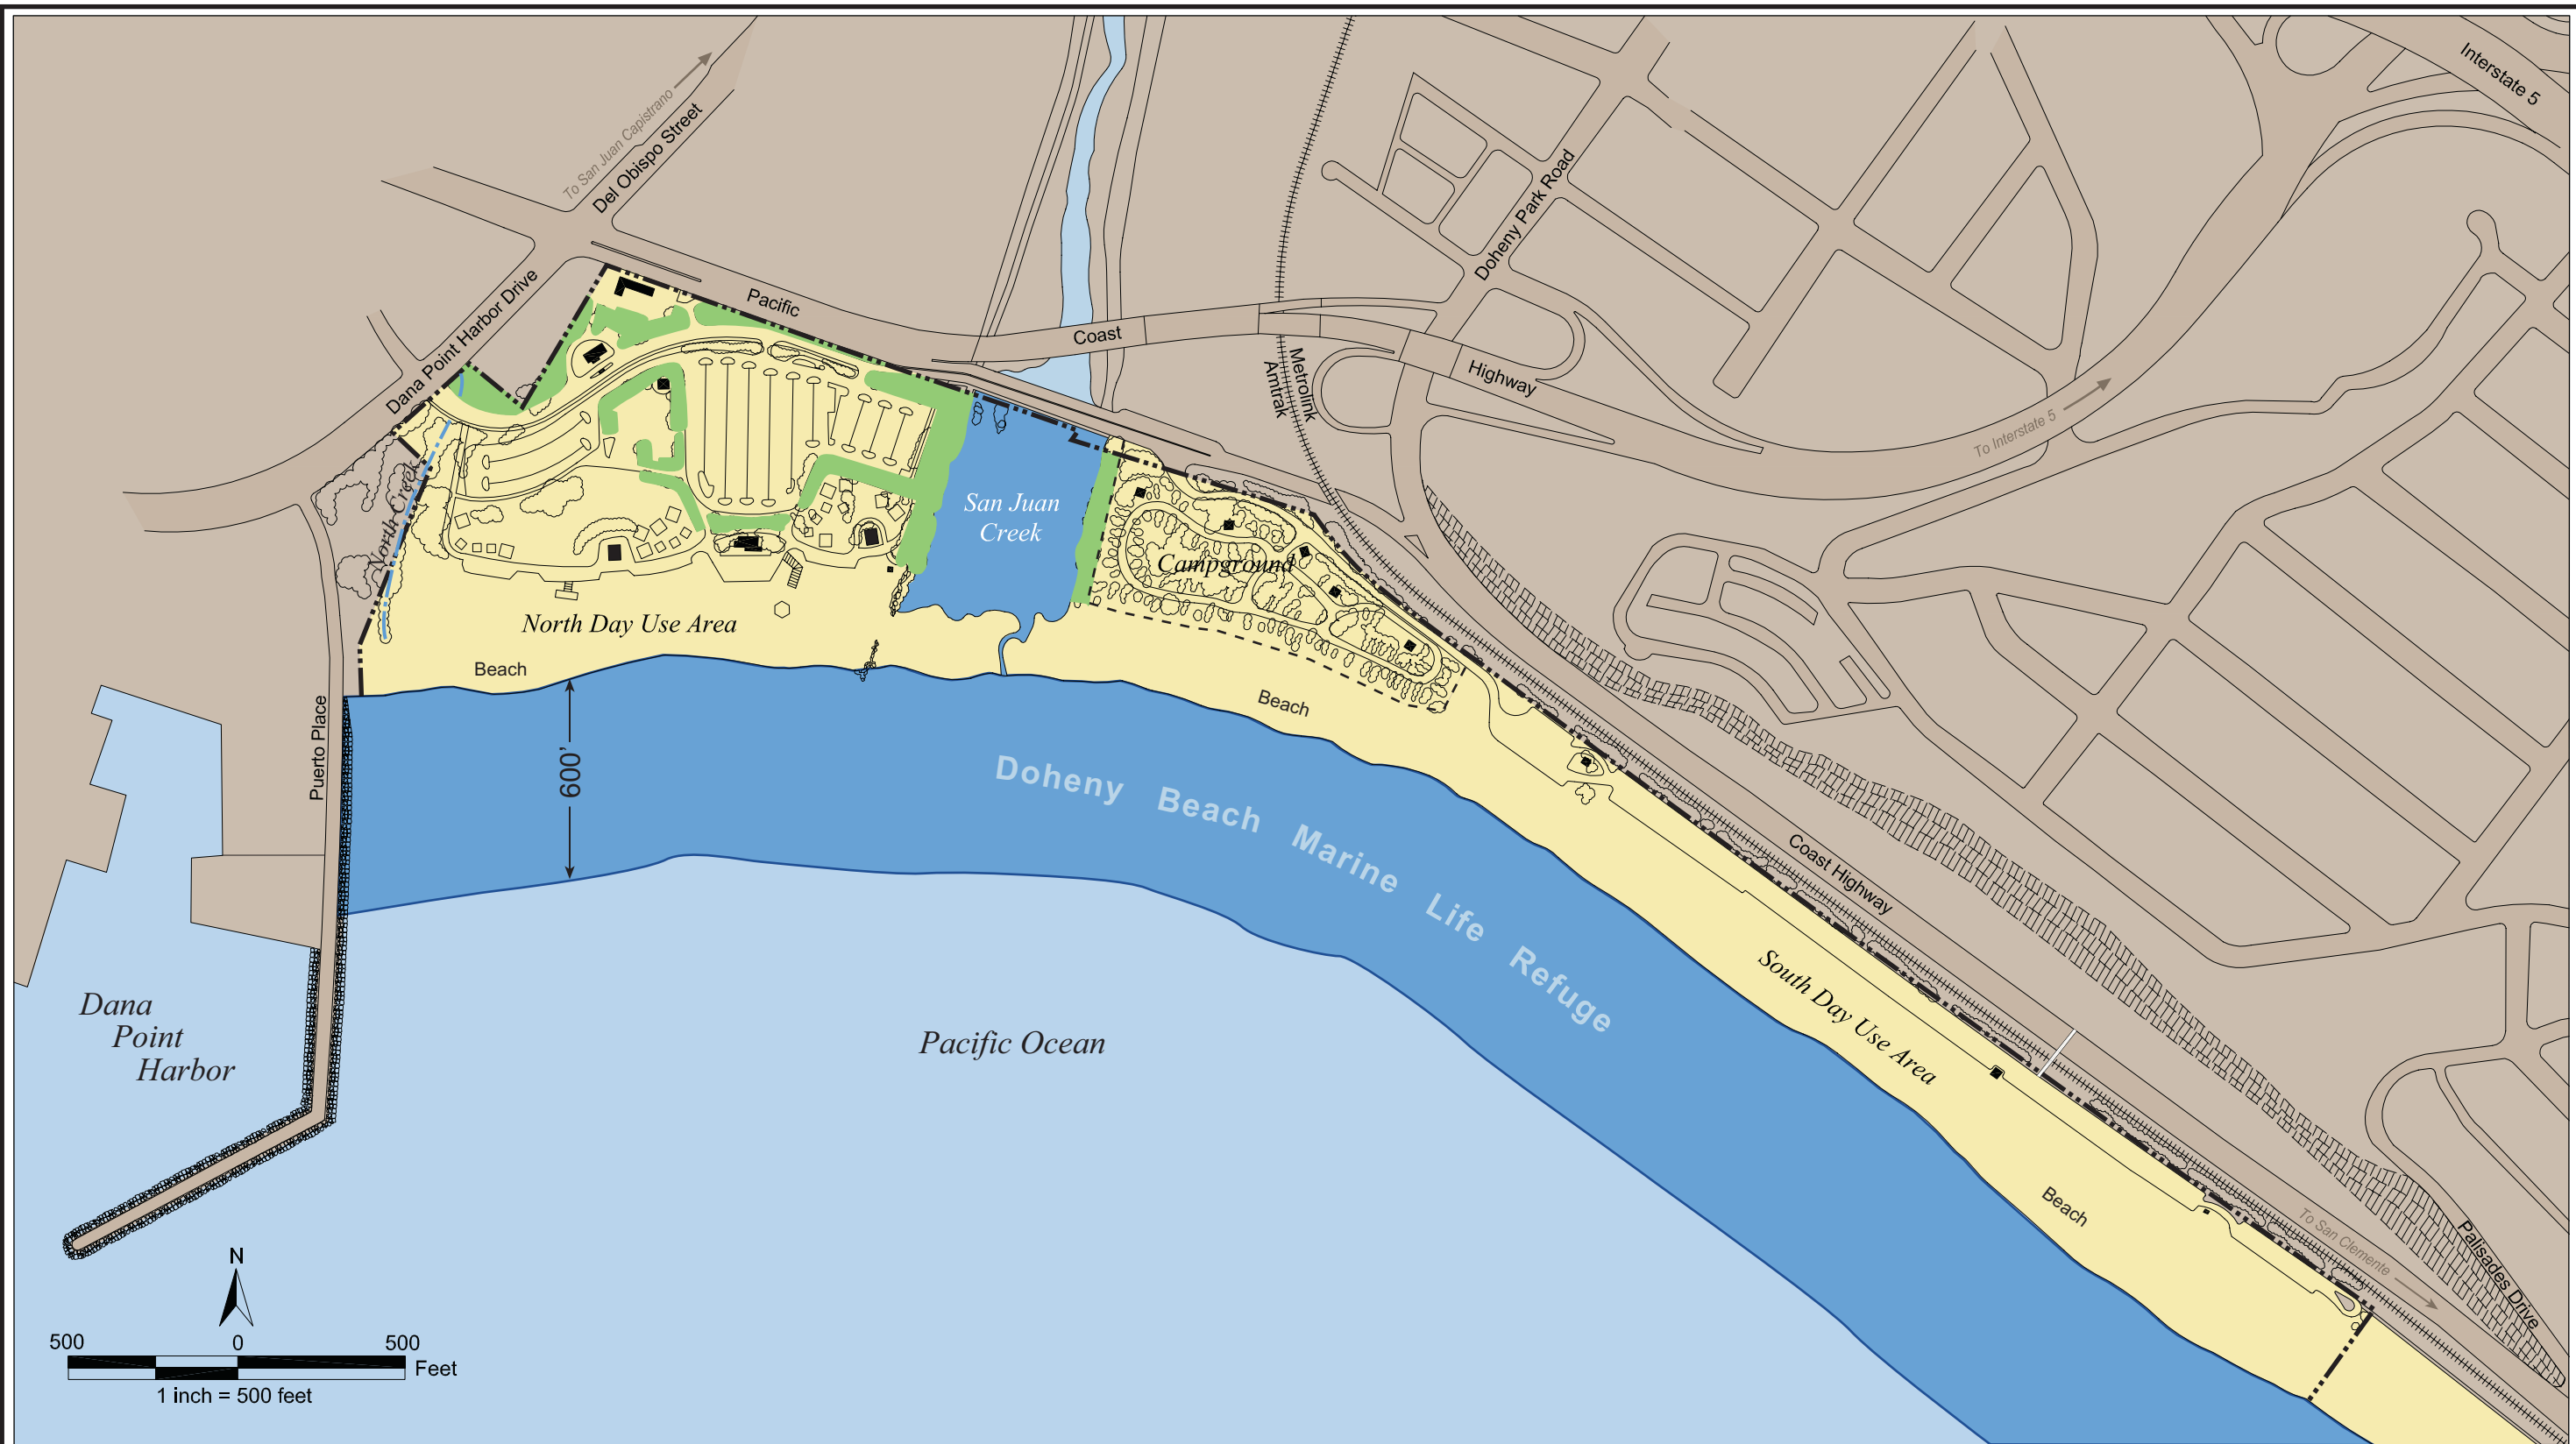 Interstate 5
To San Juan Capistrano
Del Obispo Street
Doheny Park Road
Dana Point Harbor Drive
Pacific
Coast
Highway
Metrolink
Amtrak
To Interstate 5
North Creek
San Juan
Creek
Campground
North Day Use Area
Beach
Beach
Puerto Place
600'
Doheny Beach Marine Life Refuge
Coast Highway
South Day Use Area
Dana
Point
Harbor
Pacific Ocean
Beach
To San Clemente
Palisades Drive
N
500 0 500
Feet
1 inch = 500 feet